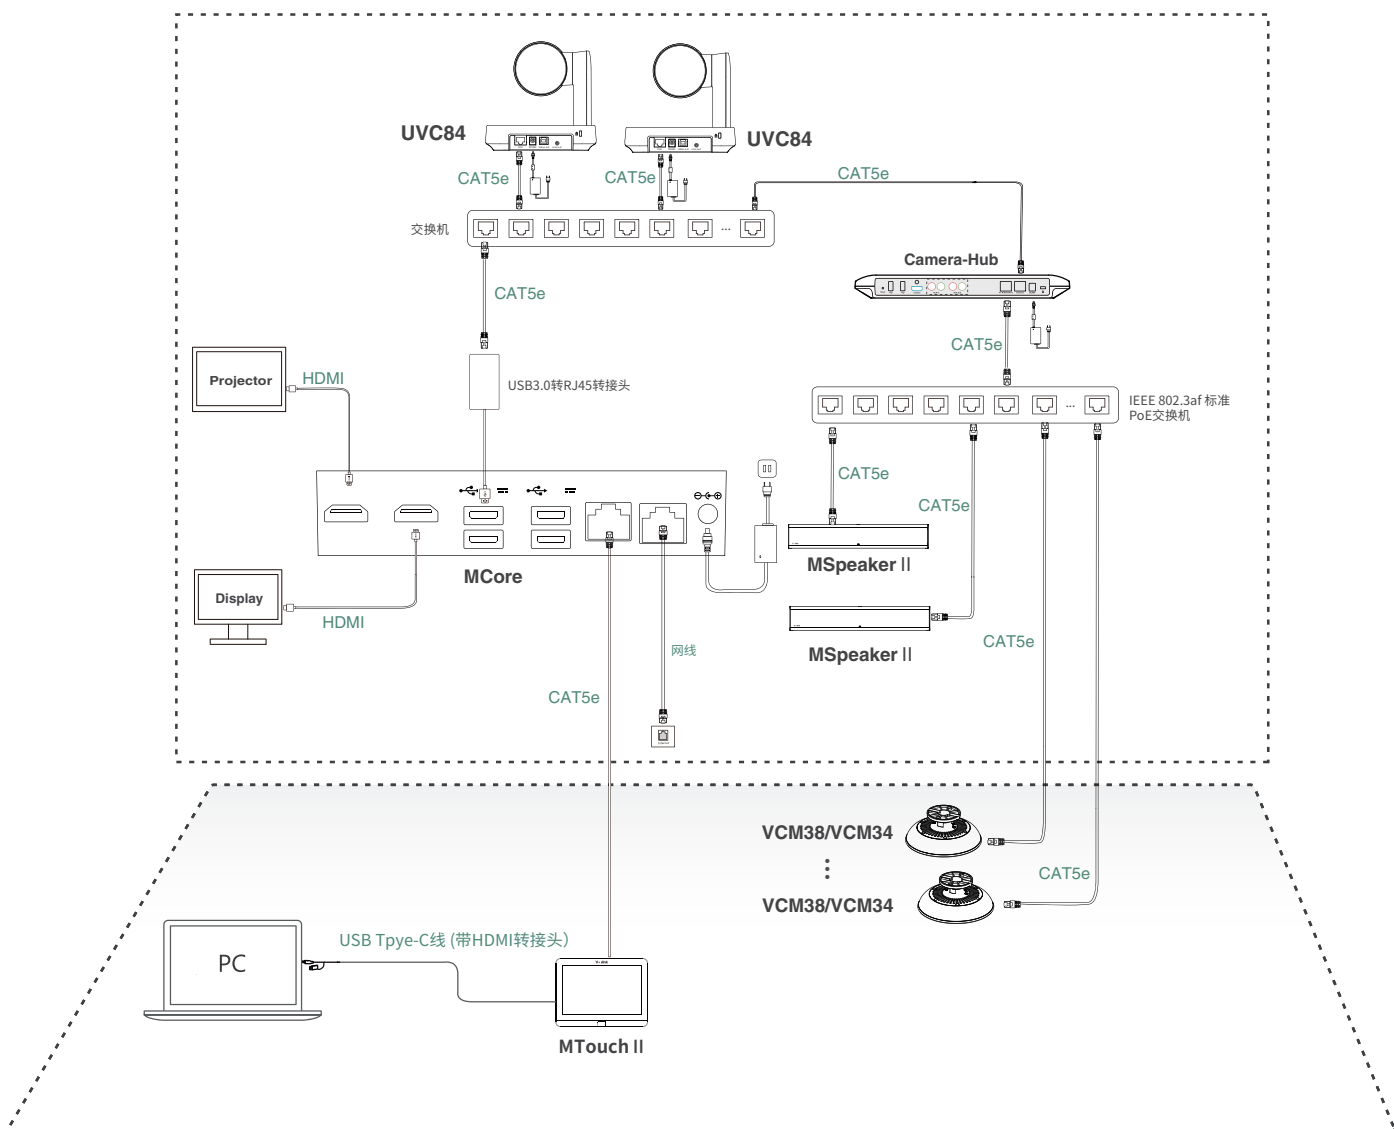 UVC84
UVC84
CAT5e
CAT5e
CAT5e
交换机
Camera-Hub
CAT5e
CAT5e
Projector
HDMI
USB3.0转RJ45转接头
IEEE 802.3af 标准
PoE交换机
CAT5e
CAT5e
MCore
MSpeaker II
Display
HDMI
CAT5e
网线
MSpeaker II
CAT5e
VCM38/VCM34
CAT5e
VCM38/VCM34
USB Tpye-C线 (带HDMI转接头）
PC
MTouch II